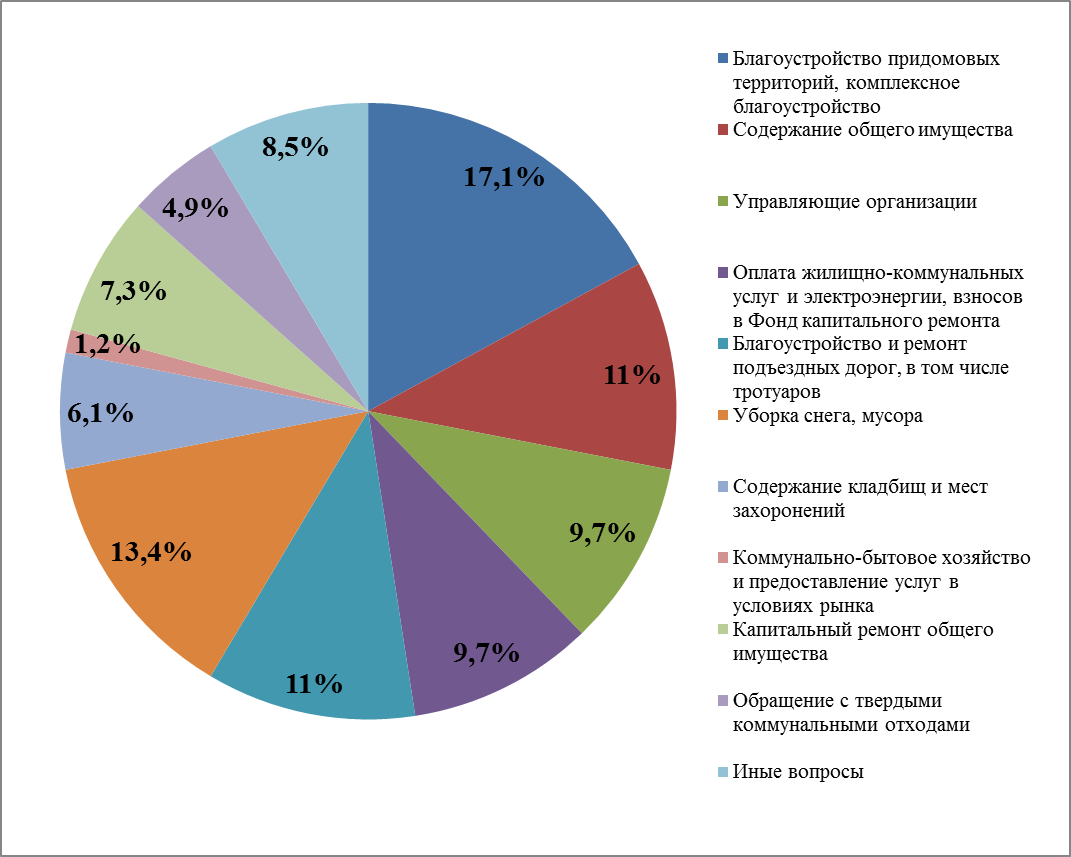 17,1%
11%
9,7%
9,7%
11%
13,4%
6,1%
1,2%
7,3%
4,9%
8,5%
Благоустройство придомовых
территорий, комплексное
благоустройство
Содержание общего имущества
Управляющие организации
Оплата жилищно-коммунальных
услуг и электроэнергии, взносов
в Фонд капитального ремонта
Благоустройство и ремонт
подъездных дорог, в том числе
тротуаров
Уборка снега, мусора
Содержание кладбищ и мест
захоронений
Коммунально-бытовое хозяйство
и предоставление услуг в
условиях рынка
Капитальный ремонт общего
имущества
Обращение с твердыми
коммунальными отходами
Иные вопросы